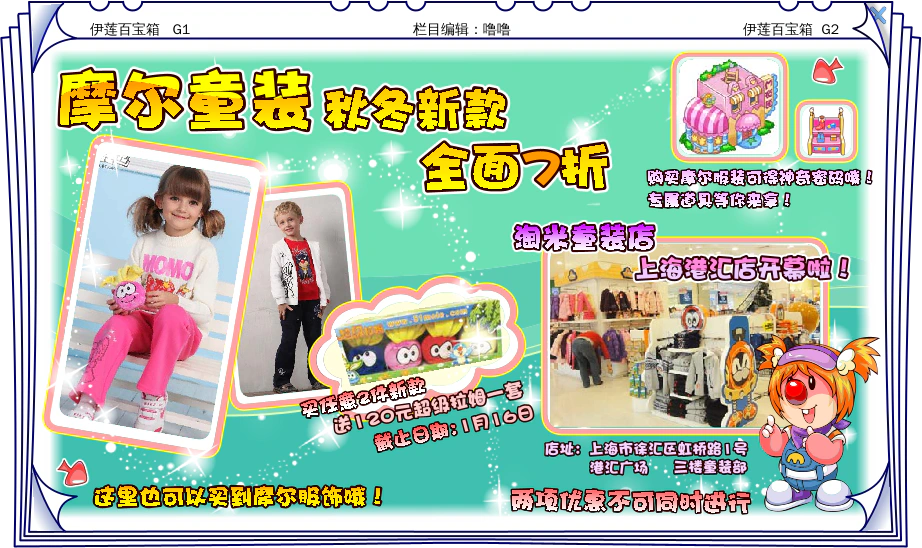 伊莲百宝箱 G1
栏目编辑：噜噜
伊莲百宝箱 G2
摩尔童装 秋冬新款
全面7折
MOMO
www.51mole.com
买任意2件新款
送120元超级拉姆一套
截止日期:1月16日
这里也可以买到摩尔服饰哦！
购买摩尔服装可得神奇密码哦！
专属道具等你来拿！
淘米童装店
上海港汇店开幕啦！
店址：上海市徐汇区虹桥路1号
港汇广场 三楼童装部
两项优惠不可同时进行